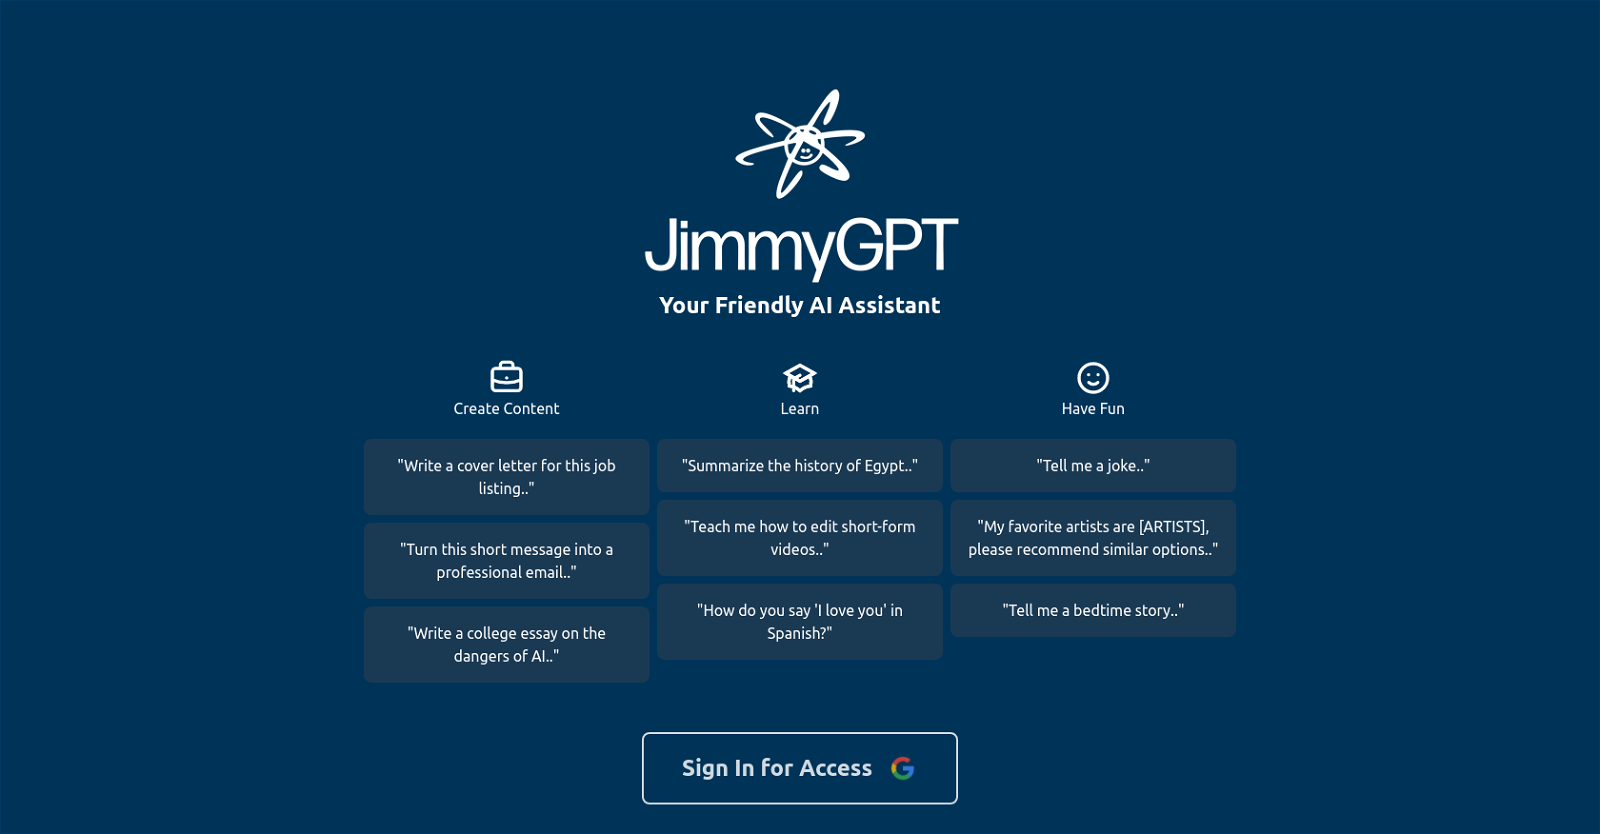 JimmyGPT
Your Friendly AI Assistant
Create Content
"Write a cover letter for this job
listing.."
"Turn this short message into a
professional email.."
"Write a college essay on the
dangers of AI.."
Learn
"Summarize the history of Egypt.."
"Teach me how to edit short-form
videos.."
"How do you say 'I love you' in
Spanish?"
Have Fun
"Tell me a joke.."
"My favorite artists are [ARTISTS],
please recommend similar options.."
"Tell me a bedtime story.."
Sign In for Access